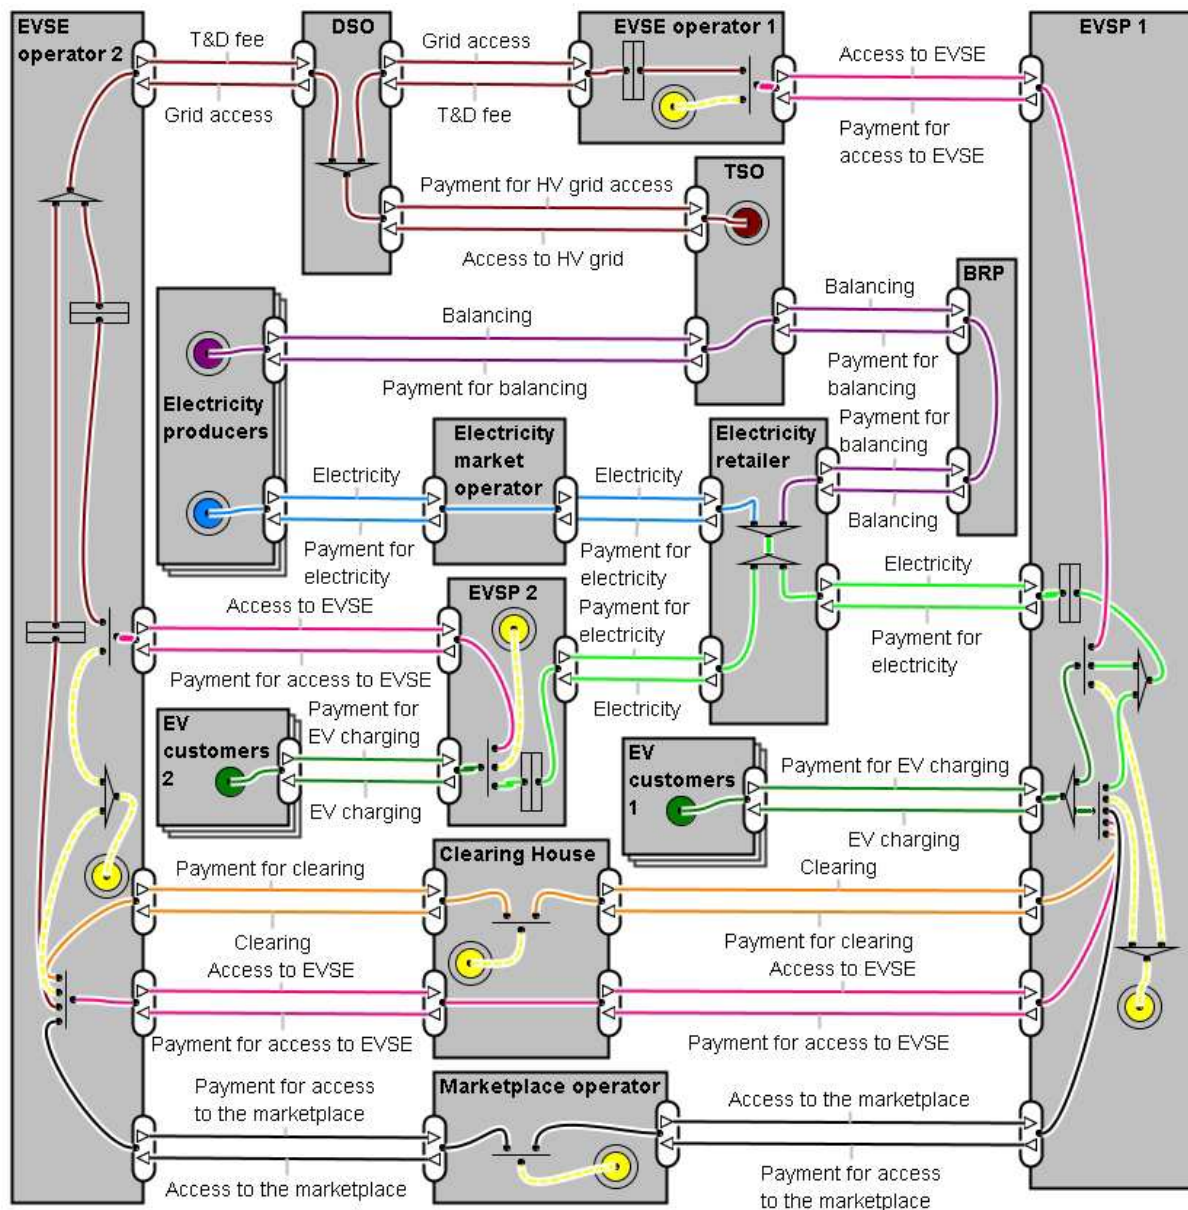 EVSE
operator 2
DSO
EVSE operator 1
EVSP 1
T&D fee
Grid access
Grid access
T&D fee
Access to EVSE
Payment for
access to EVSE
TSO
Payment for HV grid access
Access to HV grid
BRP
Balancing
Payment for balancing
Balancing
Payment for
balancing
Payment for
balancing
Balancing
Electricity
producers
Electricity
market
operator
Electricity
retailer
Electricity
Payment for
electricity
Electricity
Payment for
electricity
Payment for
electricity
Electricity
Electricity
Payment for
electricity
EVSP 2
Access to EVSE
Payment for access to EVSE
EV
customers
2
Payment for
EV charging
EV charging
EV
customers
1
Payment for EV charging
EV charging
Clearing House
Payment for clearing
Clearing
Clearing
Payment for clearing
Access to EVSE
Payment for access to EVSE
Access to EVSE
Payment for access to EVSE
Marketplace operator
Payment for access
to the marketplace
Access to the marketplace
Access to the marketplace
Payment for access
to the marketplace